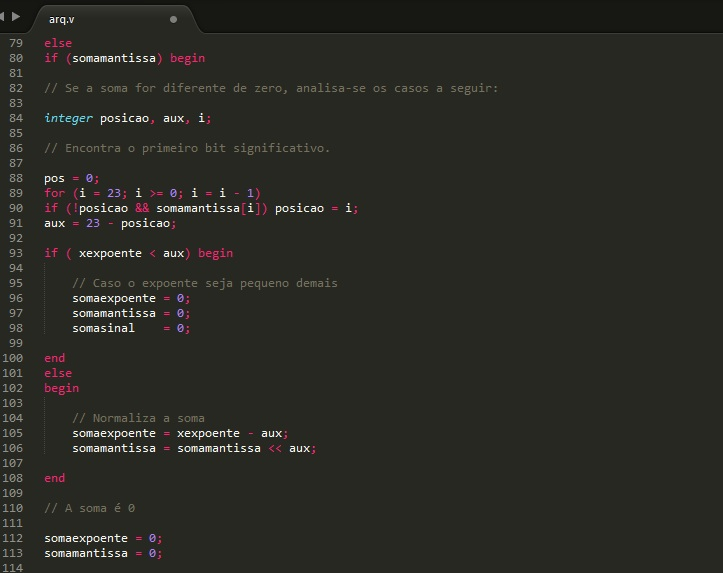 arq.v
79 else
80 if (somamantissa) begin
81
82 // Se a soma for diferente de zero, analisa-se os casos a seguir:
83
84 integer posicao, aux, i;
85
86 // Encontra o primeiro bit significativo.
87
88 pos = 0;
89 for (i = 23; i >= 0; i = i - 1)
90 if (!posicao && somamantissa[i]) posicao = i;
91 aux = 23 - posicao;
92
93 if ( xexpoente < aux) begin
94
95     // Caso o expoente seja pequeno demais
96     somaexpoente = 0;
97     somamantissa = 0;
98     somasinal    = 0;
99
100 end
101 else
102 begin
103
104     // Normaliza a soma
105     somaexpoente = xexpoente - aux;
106     somamantissa = somamantissa << aux;
107
108 end
109
110 // A soma é 0
111
112 somaexpoente = 0;
113 somamantissa = 0;
114